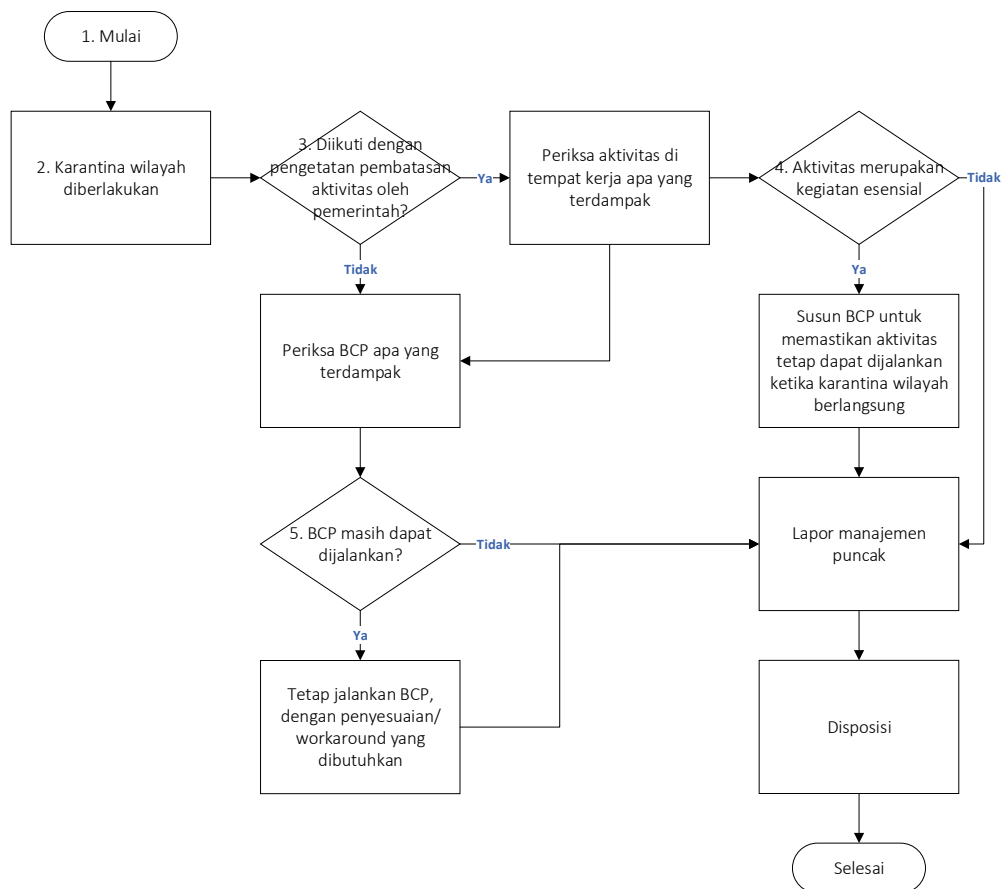 1. Mulai
2. Karantina wilayah
diberlakukan
3. Diikuti dengan
pengetatan pembatasan
aktivitas oleh
pemerintah?
Ya
Periksa aktivitas di
tempat kerja apa yang
terdampak
4. Aktivitas merupakan
kegiatan esensial
Tidak
Tidak
Ya
Periksa BCP apa yang
terdampak
Susun BCP untuk
memastikan aktivitas
tetap dapat dijalankan
ketika karantina wilayah
berlangsung
5. BCP masih dapat
dijalankan?
Tidak
Lapor manajemen
puncak
Ya
Tetap jalankan BCP,
dengan penyesuaian/
workaround yang
dibutuhkan
Disposisi
Selesai